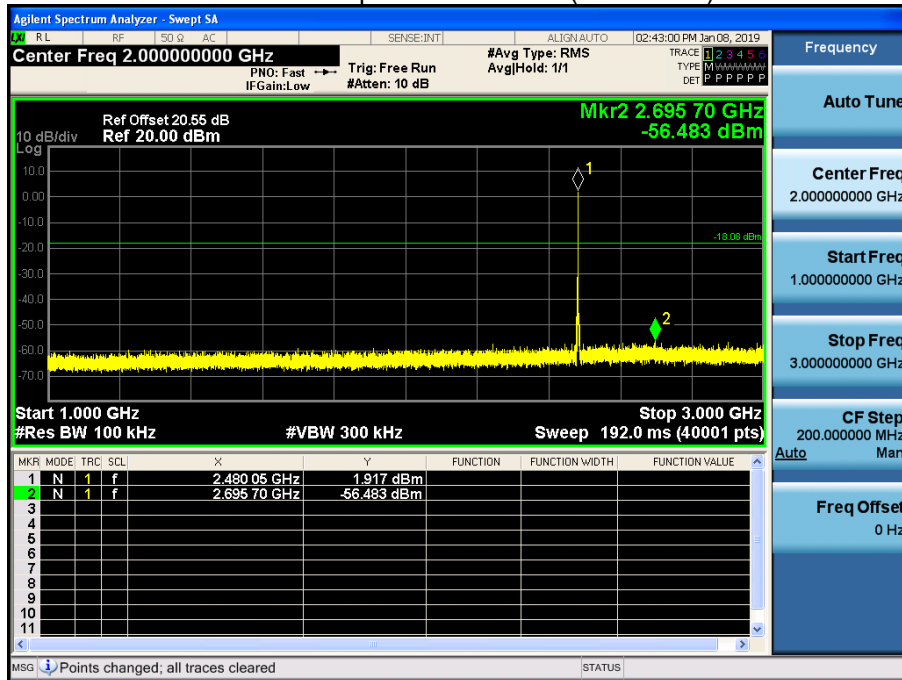 Agilent Spectrum Analyzer - Swept SA
LXI RL RF 50 Ω AC SENSE:INT ALIGNAUTO 02:43:00 PM Jan 08, 2019
Center Freq 2.000000000 GHz #Avg Type: RMS TRACE 1 2 3 4 5 6
PNO: Fast Trig: Free Run Avg|Hold: 1/1 TYPE M WWWWW
IFGain:Low #Atten: 10 dB DET P P P P P P
Mkr2 2.695 70 GHz
-56.483 dBm
Ref Offset 20.55 dB
10 dB/div Ref 20.00 dBm
Log
10.0
0.00
-10.0
-20.0
-30.0
-40.0
-50.0
-60.0
-70.0
1
-18.08 dBm
2
Start 1.000 GHz Stop 3.000 GHz
#Res BW 100 kHz #VBW 300 kHz Sweep 192.0 ms (40001 pts)
MKR MODE TRC SCL X Y FUNCTION FUNCTION WIDTH FUNCTION VALUE
1 N 1 f 2.480 05 GHz 1.917 dBm
2 N 1 f 2.695 70 GHz -56.483 dBm
3
4
5
6
7
8
9
10
11
MSG Points changed; all traces cleared STATUS
Frequency
Auto Tune
Center Freq
2.000000000 GHz
Start Freq
1.000000000 GHz
Stop Freq
3.000000000 GHz
CF Step
200.000000 MHz
Auto Man
Freq Offset
0 Hz